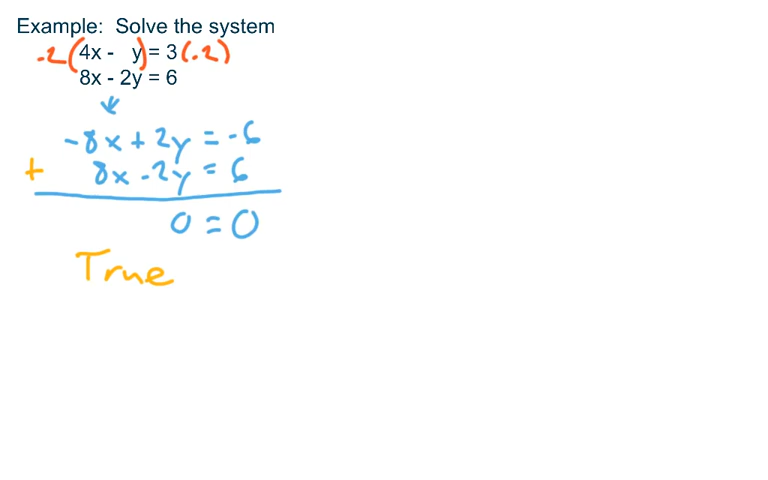 Example: Solve the system
-2(4x - y) = 3(-2)
8x - 2y = 6
-8x + 2y = -6
+ 8x - 2y = 6
0 = 0
True